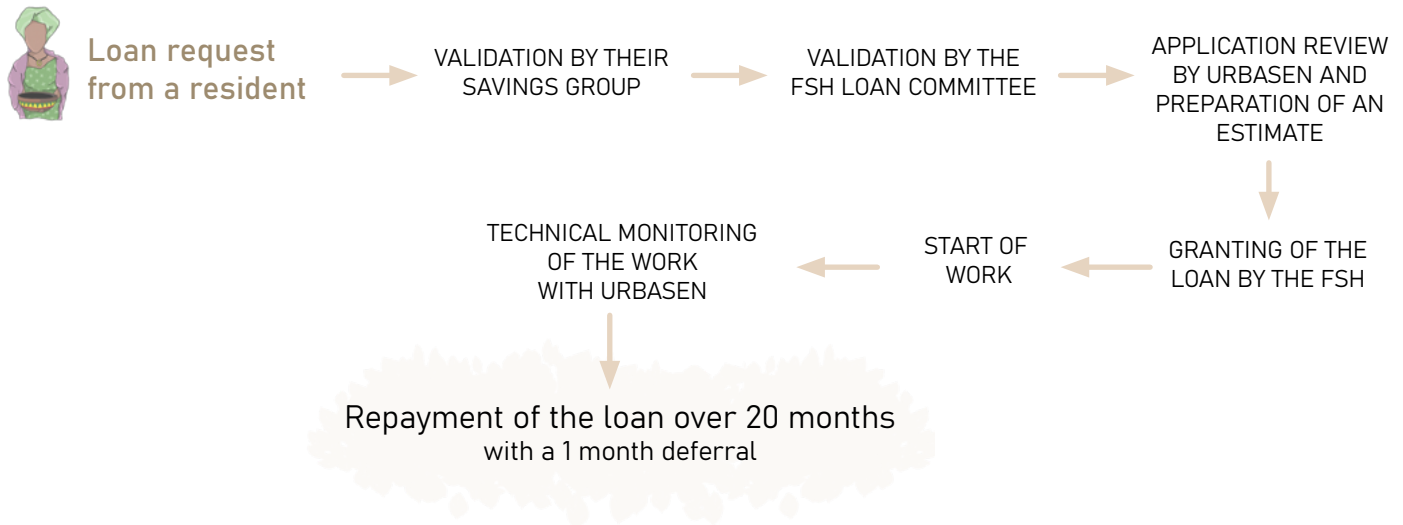 Loan request
from a resident
VALIDATION BY THEIR
SAVINGS GROUP
VALIDATION BY THE
FSH LOAN COMMITTEE
APPLICATION REVIEW
BY URBASEN AND
PREPARATION OF AN
ESTIMATE
GRANTING OF THE
LOAN BY THE FSH
START OF
WORK
TECHNICAL MONITORING
OF THE WORK
WITH URBASEN
Repayment of the loan over 20 months
with a 1 month deferral